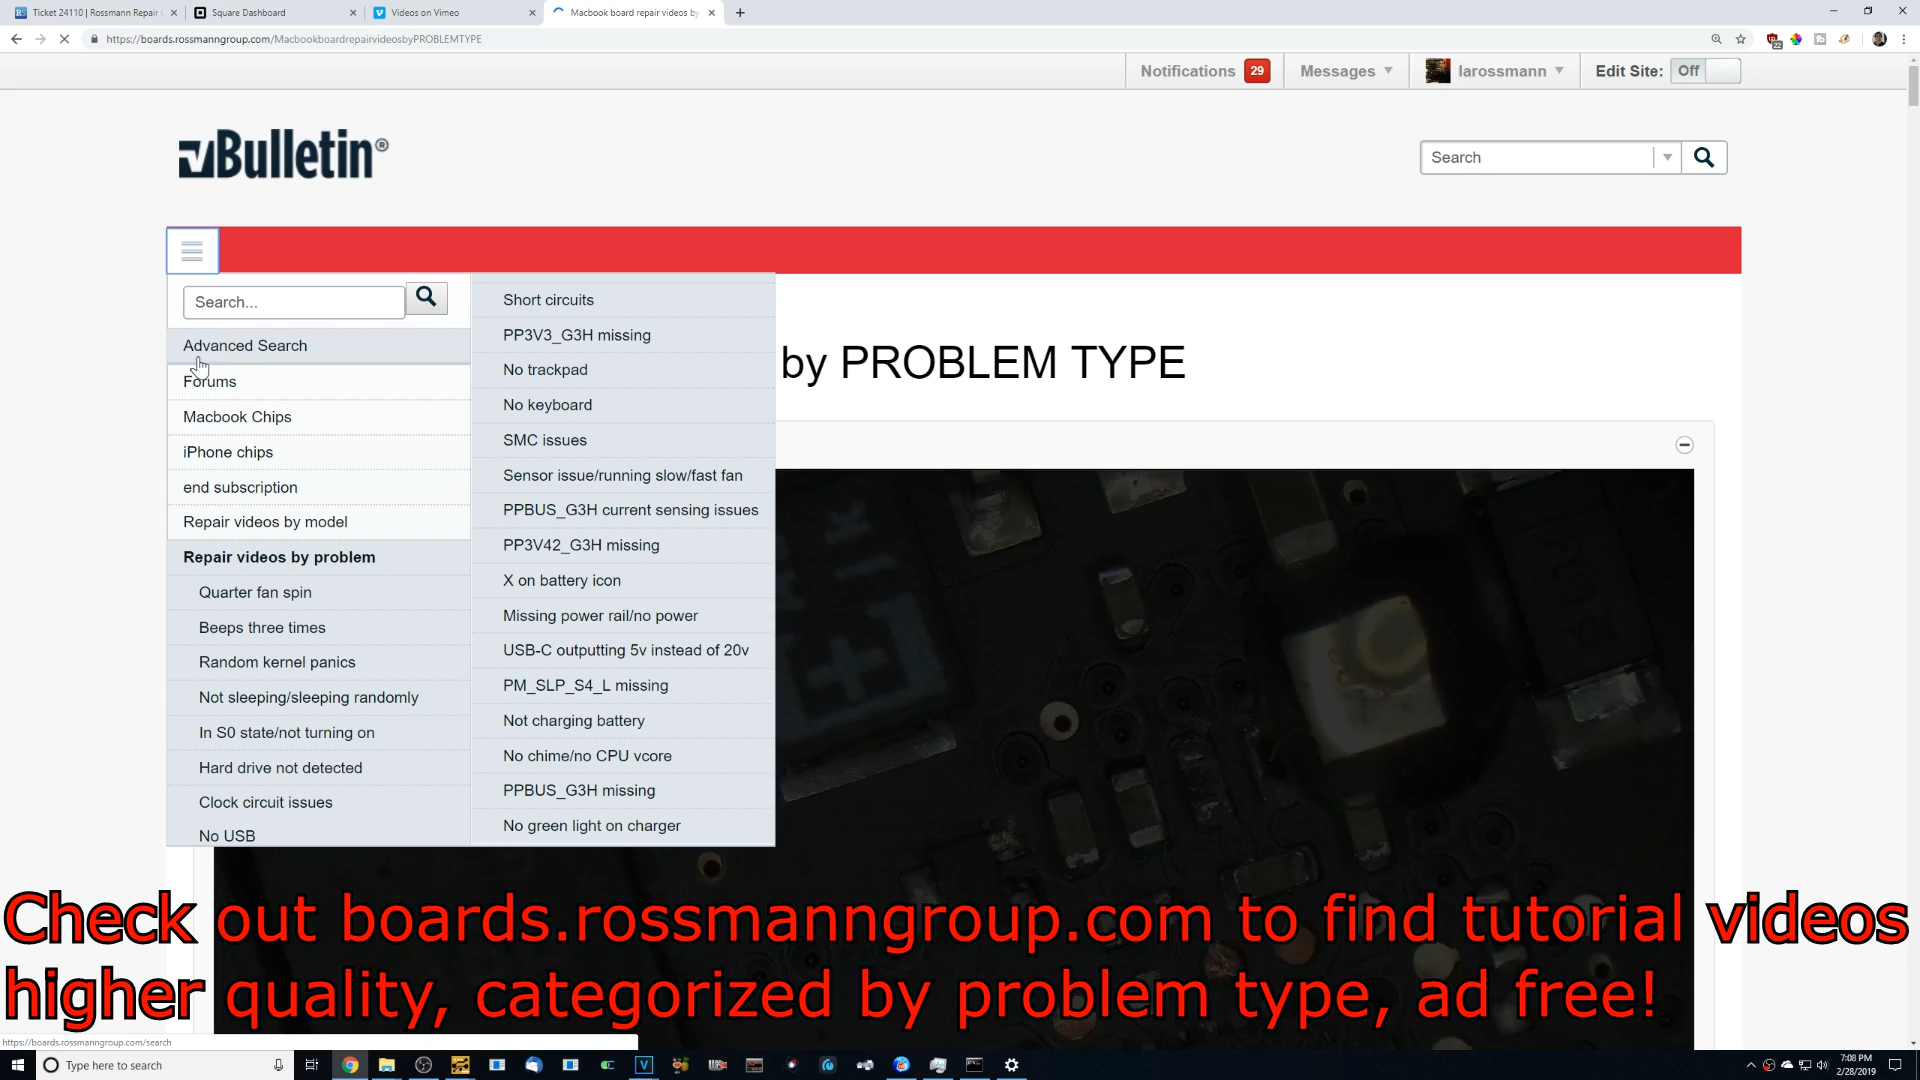 Ticket 24110 | Rossmann Repair
Square Dashboard
Videos on Vimeo
Macbook board repair videos by
https://boards.rossmanngroup.com/MacbookboardrepairvideosbyPROBLEMTYPE
22
Notifications 29
Messages
larossmann
Edit Site: Off
vBulletin®
Search
Search...
Advanced Search
Forums
Macbook Chips
iPhone chips
end subscription
Repair videos by model
Repair videos by problem
Quarter fan spin
Beeps three times
Random kernel panics
Not sleeping/sleeping randomly
In S0 state/not turning on
Hard drive not detected
Clock circuit issues
No USB
Short circuits
PP3V3_G3H missing
No trackpad
No keyboard
SMC issues
Sensor issue/running slow/fast fan
PPBUS_G3H current sensing issues
PP3V42_G3H missing
X on battery icon
Missing power rail/no power
USB-C outputting 5v instead of 20v
PM_SLP_S4_L missing
Not charging battery
No chime/no CPU vcore
PPBUS_G3H missing
No green light on charger
by PROBLEM TYPE
Check out boards.rossmanngroup.com to find tutorial videos
higher quality, categorized by problem type, ad free!
https://boards.rossmanngroup.com/search
Type here to search
7:08 PM
2/28/2019